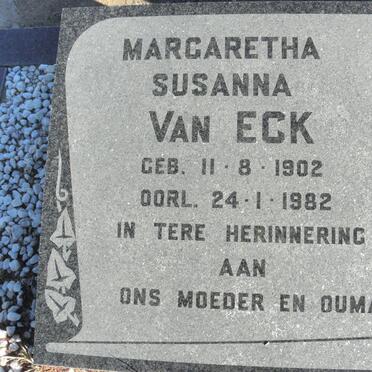 MARGARETHA
SUSANNA
VAN ECK
GEB. 11·8·1902
OORL. 24·1·1982
IN TERE HERINNERING
AAN
ONS MOEDER EN OUMA